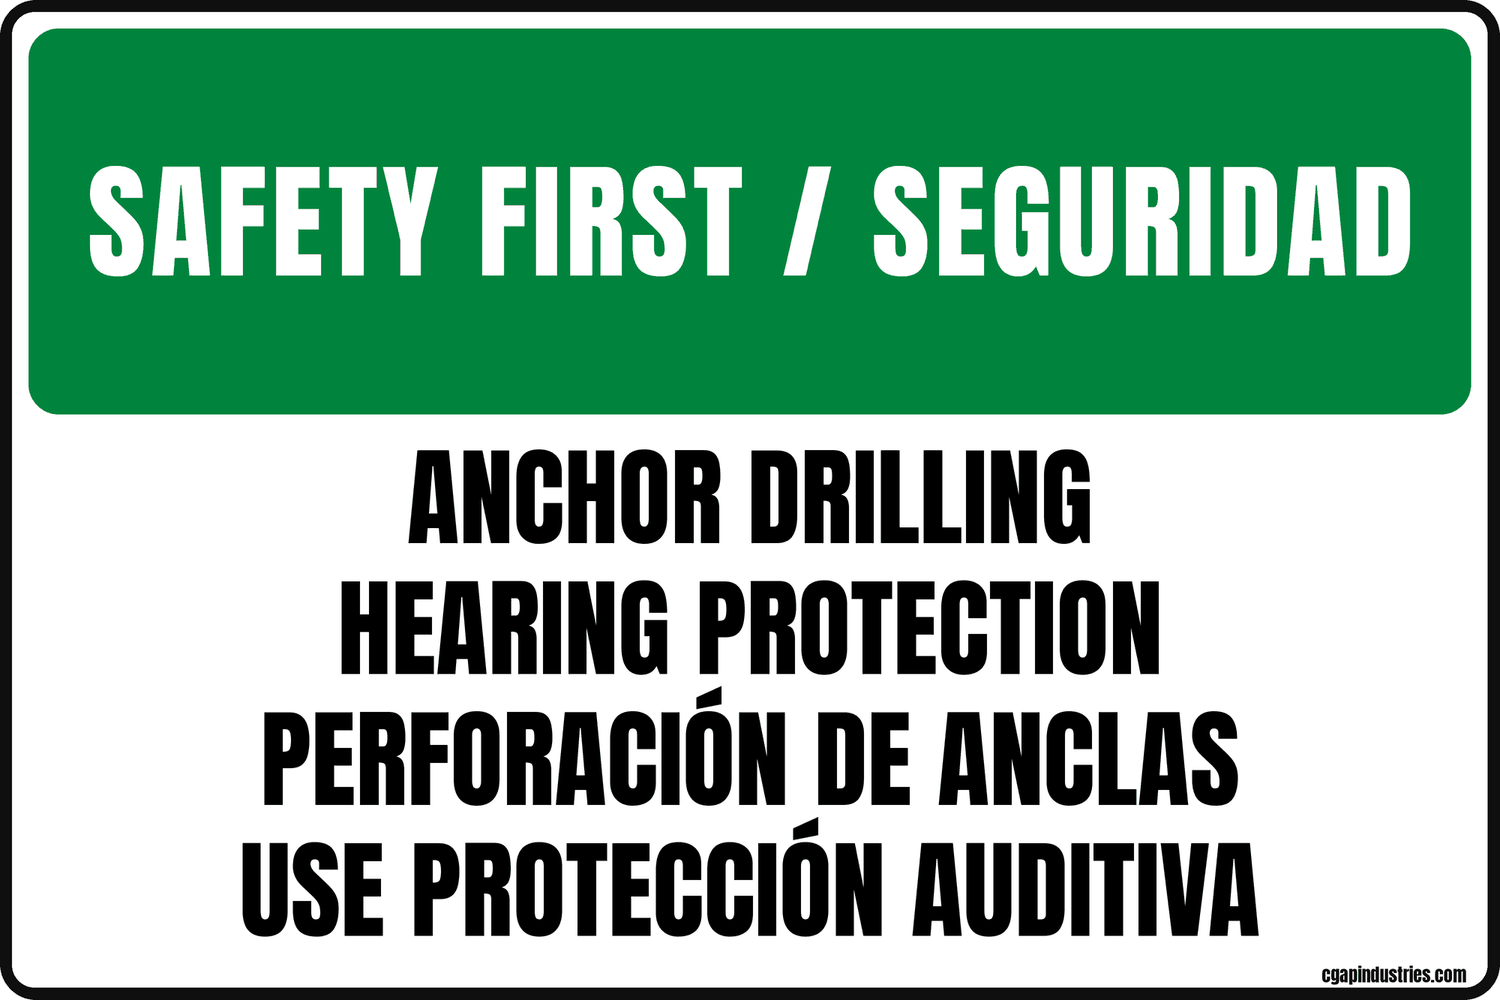 SAFETY FIRST / SEGURIDAD
ANCHOR DRILLING
HEARING PROTECTION
PERFORACIÓN DE ANCLAS
USE PROTECCIÓN AUDITIVA
cgapindustries.com